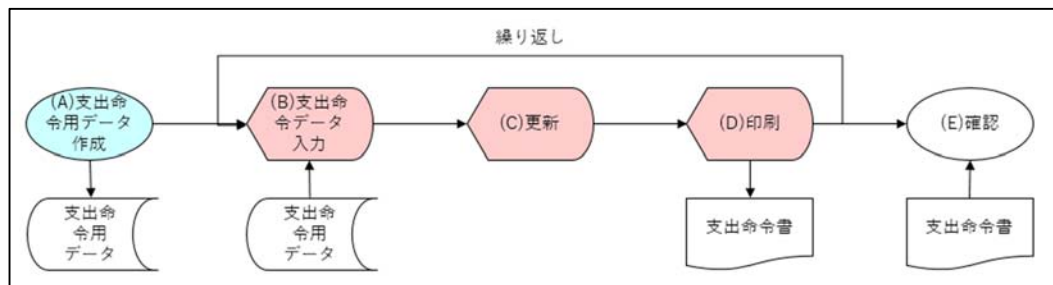 繰り返し
(A)支出命
令用データ
作成
(B)支出命
令データ
入力
(C)更新
(D)印刷
(E)確認
支出命
令用
データ
支出命
令用
データ
支出命令書
支出命令書